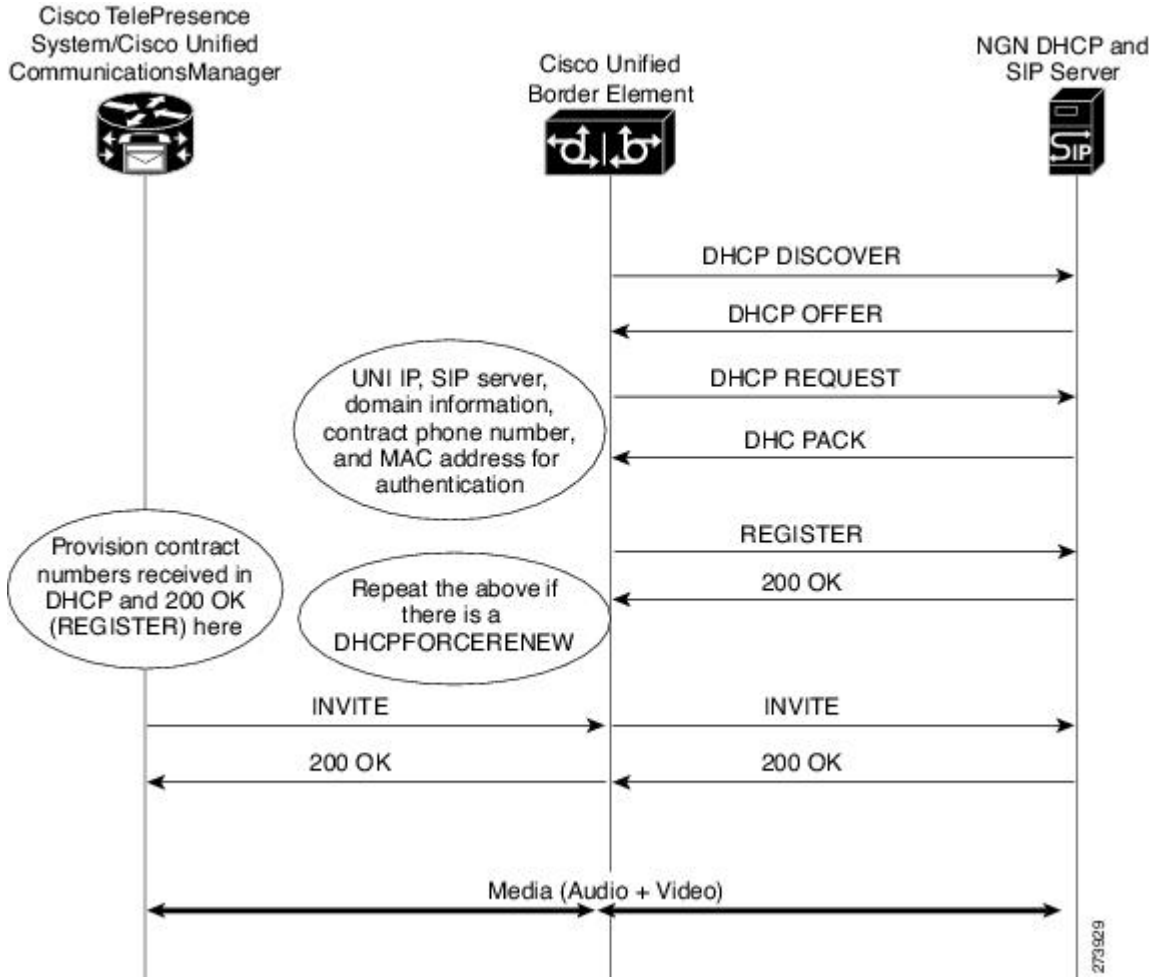 Cisco TelePresence
System/Cisco Unified
CommunicationsManager
Cisco Unified
Border Element
NGN DHCP and
SIP Server
SIP
DHCP DISCOVER
DHCP OFFER
UNI IP, SIP server,
domain information,
contract phone number,
and MAC address for
authentication
DHCP REQUEST
DHC PACK
Provision contract
numbers received in
DHCP and 200 OK
(REGISTER) here
REGISTER
200 OK
Repeat the above if
there is a
DHCPFORCERENEW
INVITE
INVITE
200 OK
200 OK
Media (Audio + Video)
273929